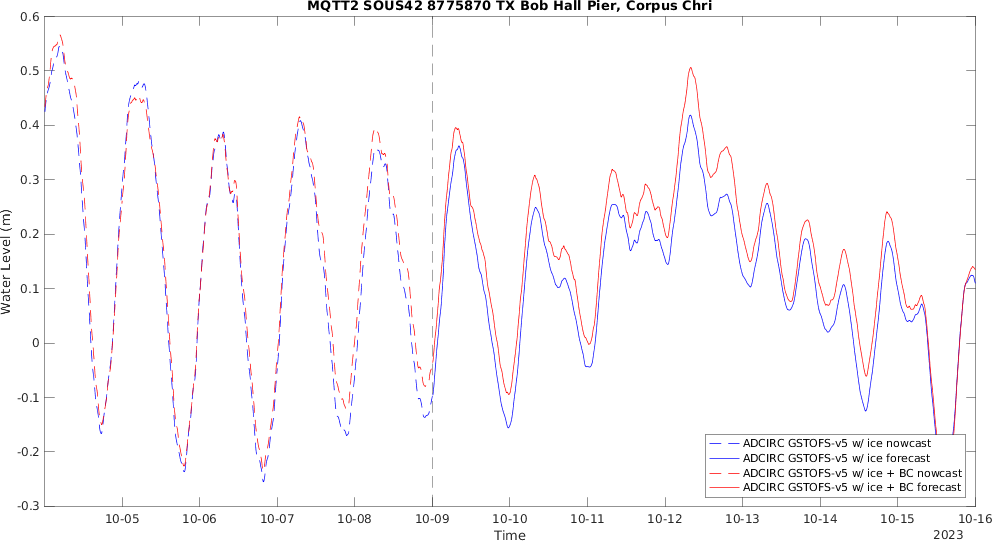 MQTT2 SOUS42 8775870 TX Bob Hall Pier, Corpus Chri
0.6
0.5
0.4
0.3
0.2
0.1
0
-0.1
-0.2
-0.3
Water Level (m)
10-05 10-06 10-07 10-08 10-09 10-10 10-11 10-12 10-13 10-14 10-15 10-16
Time
2023
ADCIRC GSTOFS-v5 w/ ice nowcast
ADCIRC GSTOFS-v5 w/ ice forecast
ADCIRC GSTOFS-v5 w/ ice + BC nowcast
ADCIRC GSTOFS-v5 w/ ice + BC forecast